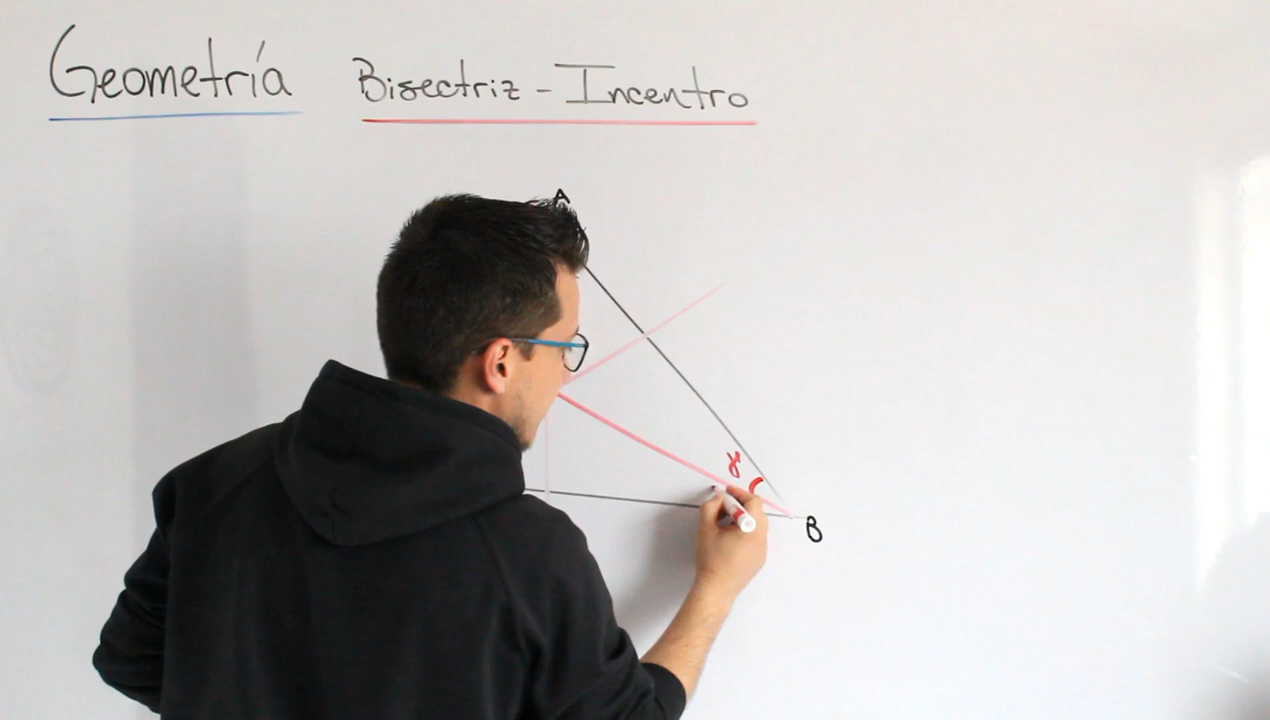 Geometría Bisectriz - Incentro
A
γ
B